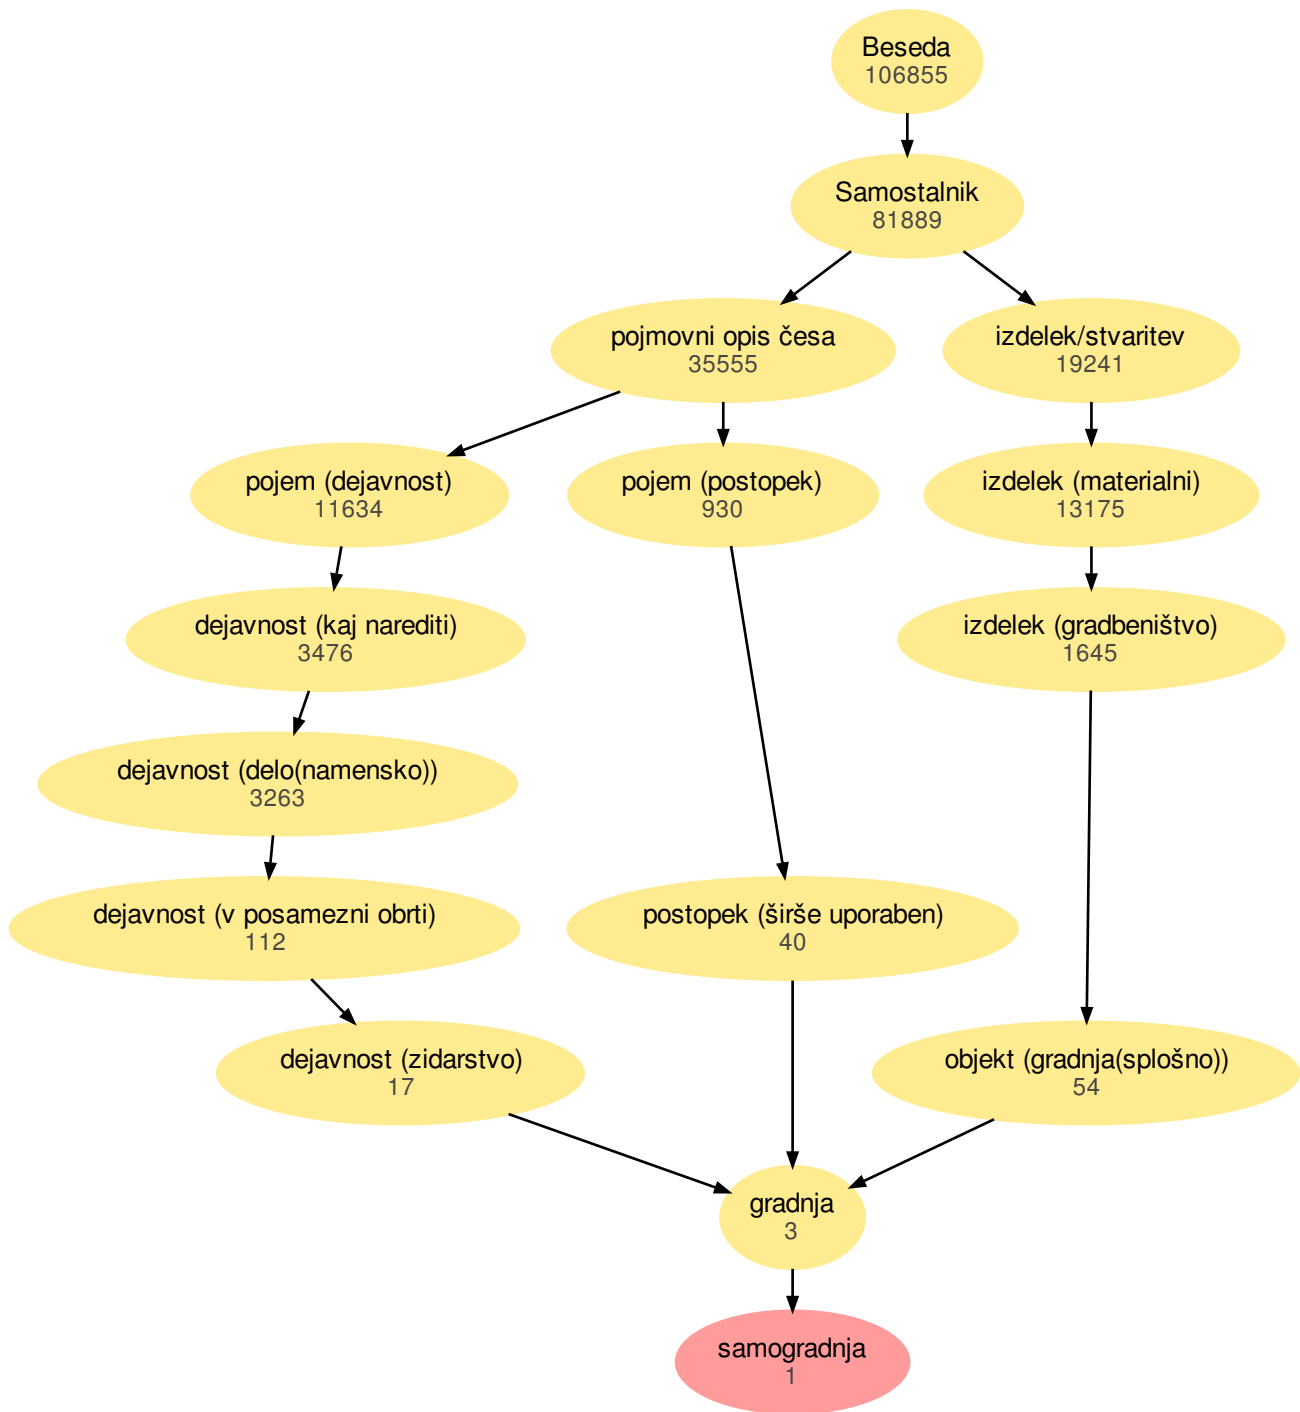 Beseda
106855
Samostalnik
81889
pojmovni opis česa
35555
izdelek/stvaritev
19241
pojem (dejavnost)
11634
pojem (postopek)
930
izdelek (materialni)
13175
dejavnost (kaj narediti)
3476
izdelek (gradbeništvo)
1645
dejavnost (delo(namensko))
3263
dejavnost (v posamezni obrti)
112
postopek (širše uporaben)
40
dejavnost (zidarstvo)
17
objekt (gradnja(splošno))
54
gradnja
3
samogradnja
1